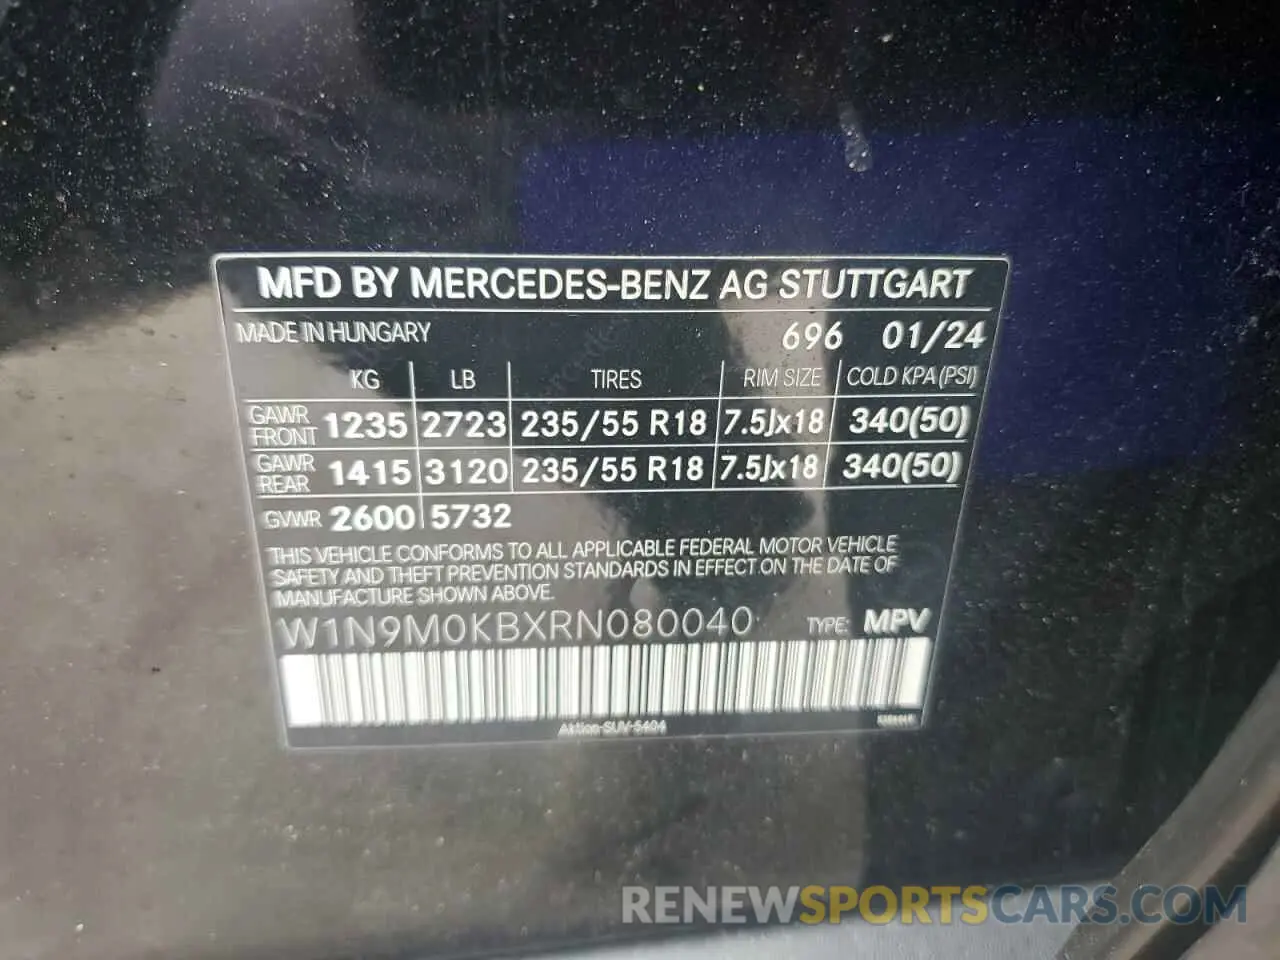 MFD BY MERCEDES-BENZ AG STUTTGART
MADE IN HUNGARY 696 01/24
KG LB TIRES RIM SIZE COLD KPA (PSI)
GAWR FRONT 1235 2723 235/55 R18 7.5Jx18 340(50)
GAWR REAR 1415 3120 235/55 R18 7.5Jx18 340(50)
GVWR 2600 5732
THIS VEHICLE CONFORMS TO ALL APPLICABLE FEDERAL MOTOR VEHICLE
SAFETY AND THEFT PREVENTION STANDARDS IN EFFECT ON THE DATE OF
MANUFACTURE SHOWN ABOVE.
W1N9M0KBXRN080040 TYPE: MPV
Aktion-SUV-5404
RENEWSPORTSCARS.COM